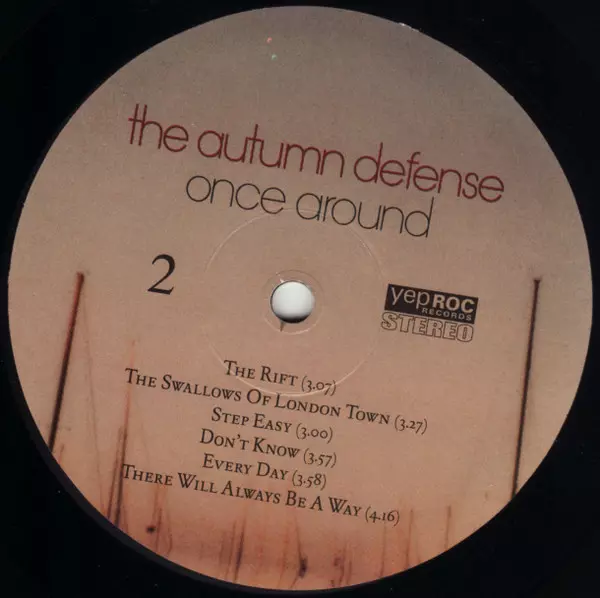 the autumn defense
once around
2
yepROC
RECORDS
STEREO
The Rift (3.07)
The Swallows Of London Town (3.27)
Step Easy (3.00)
Don't Know (3.57)
Every Day (3.58)
There Will Always Be A Way (4.16)